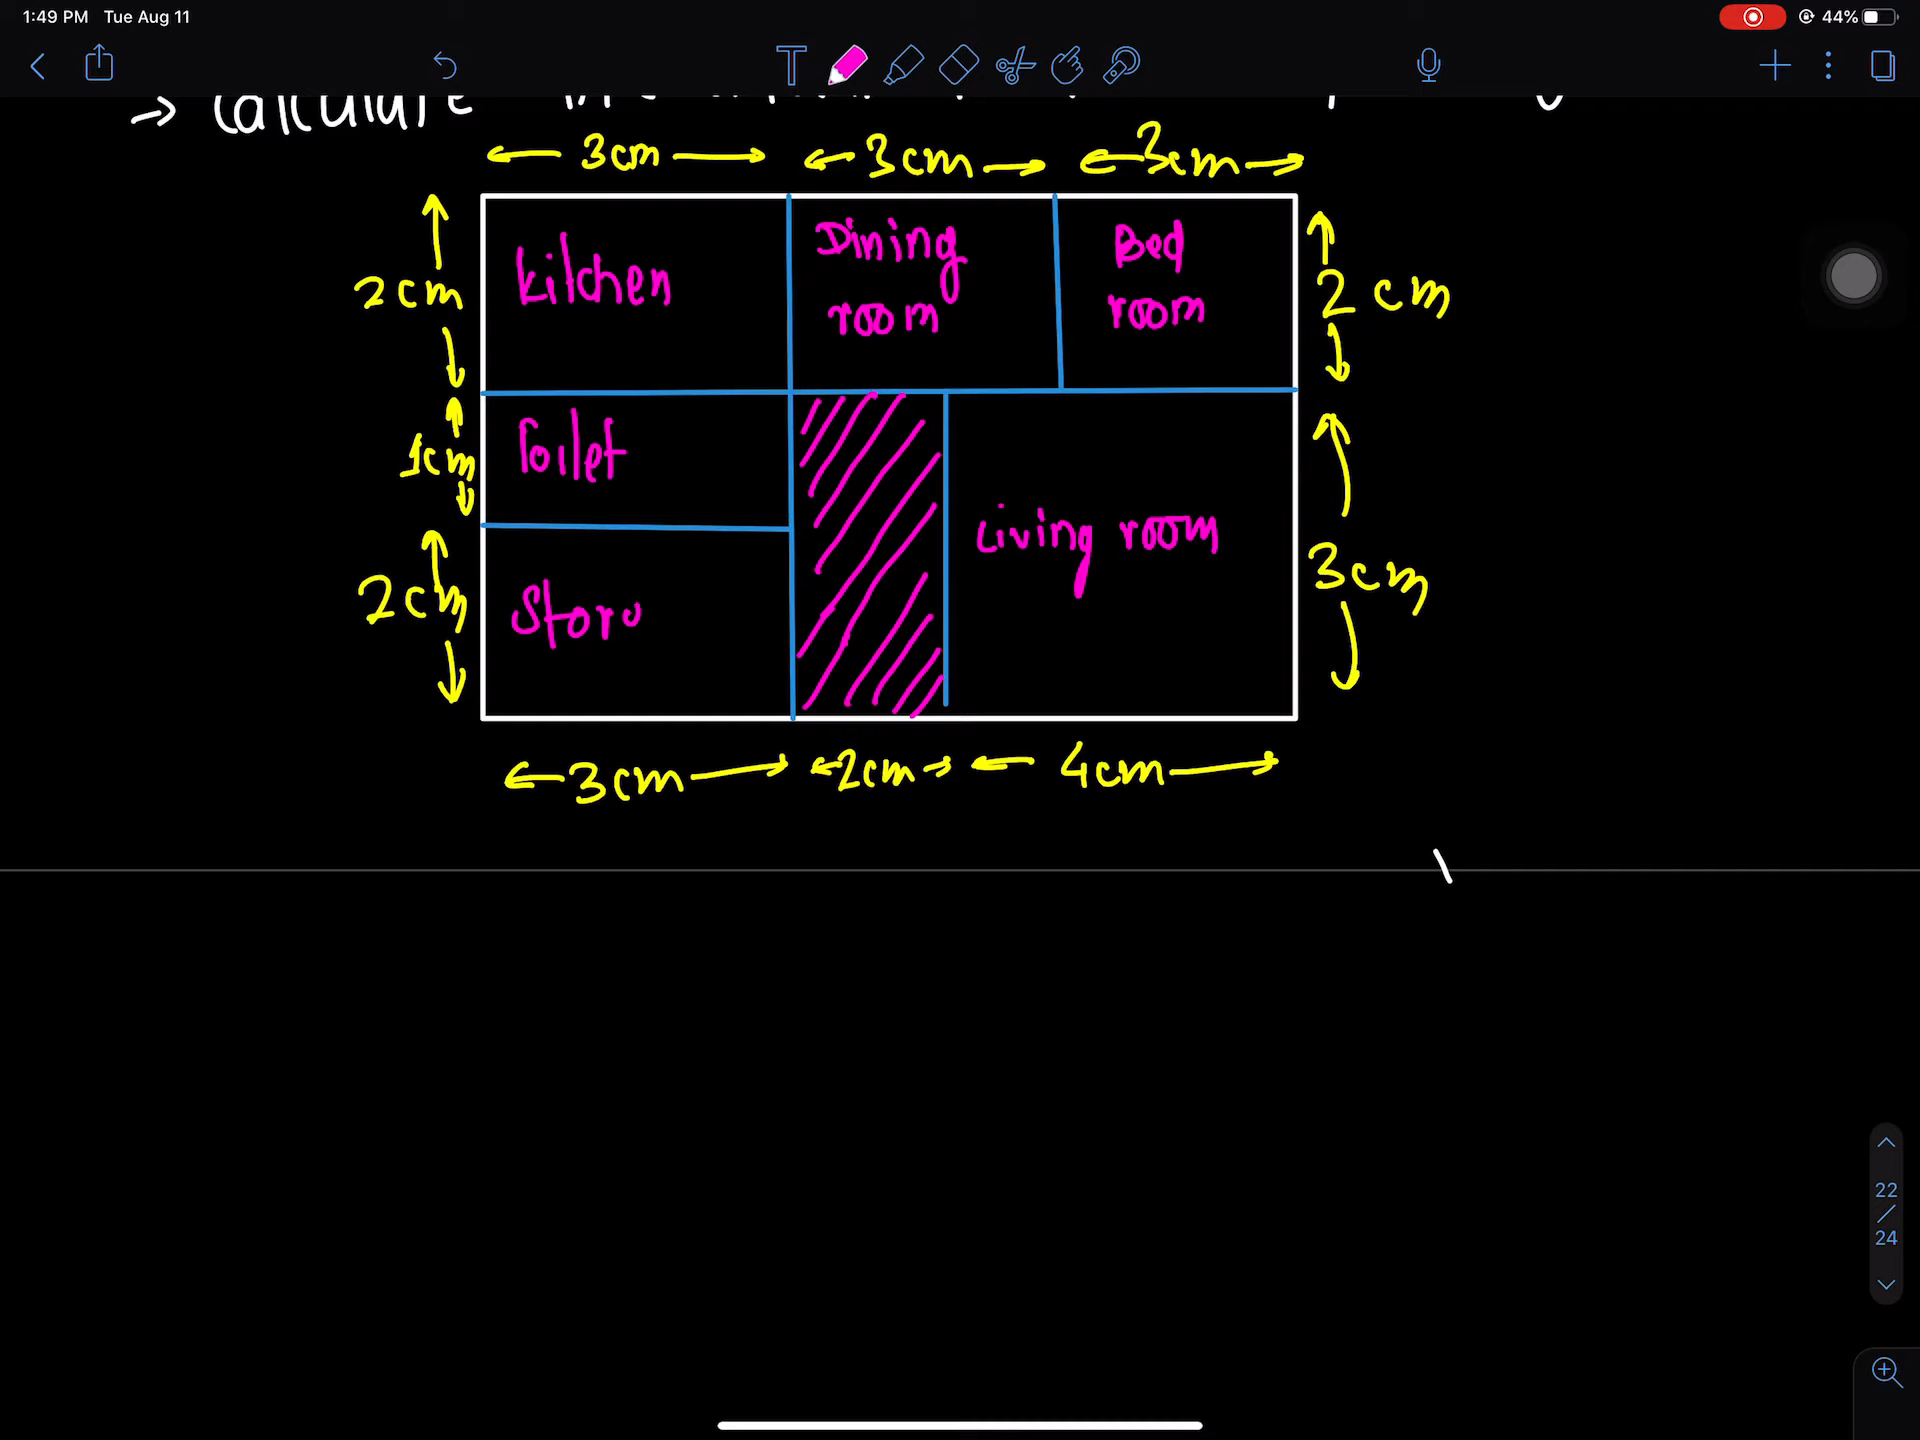 1:49 PM Tue Aug 11
44%
T
→ Calculate
3cm 3cm 3cm
2cm
kitchen
Dining
room
Bed
room
2 cm
1cm
Toilet
Living room
3cm
2cm
Store
3cm 2cm 4cm
22
24